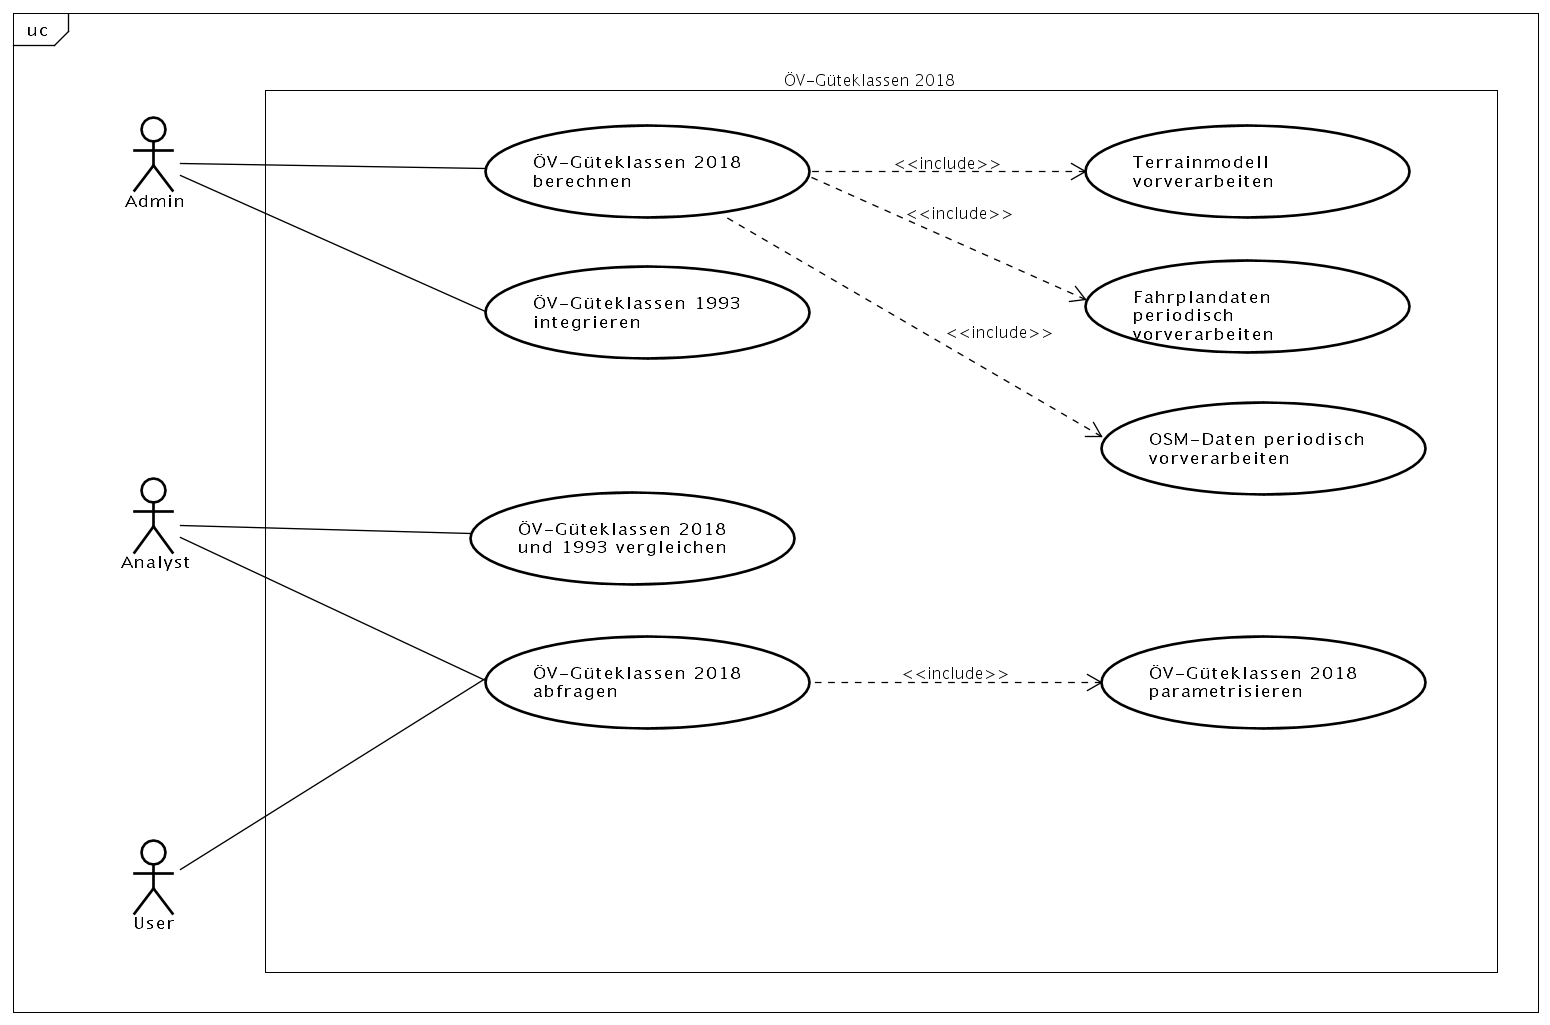 uc
ÖV-Güteklassen 2018
Admin
ÖV-Güteklassen 2018
berechnen
<<include>>
Terrainmodell
vorverarbeiten
<<include>>
ÖV-Güteklassen 1993
integrieren
Fahrplandaten
periodisch
vorverarbeiten
<<include>>
OSM-Daten periodisch
vorverarbeiten
Analyst
ÖV-Güteklassen 2018
und 1993 vergleichen
ÖV-Güteklassen 2018
abfragen
<<include>>
ÖV-Güteklassen 2018
parametrisieren
User